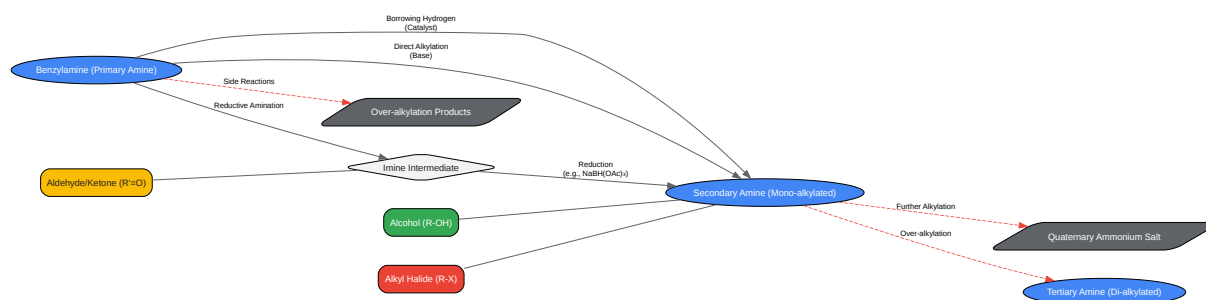 Borrowing Hydrogen
(Catalyst)
Direct Alkylation
(Base)
Benzylamine (Primary Amine)
Side Reactions
Over-alkylation Products
Reductive Amination
Imine Intermediate
Reduction
(e.g., NaBH(OAc)₃)
Aldehyde/Ketone (R'=O)
Secondary Amine (Mono-alkylated)
Further Alkylation
Alcohol (R-OH)
Over-alkylation
Quaternary Ammonium Salt
Alkyl Halide (R-X)
Tertiary Amine (Di-alkylated)